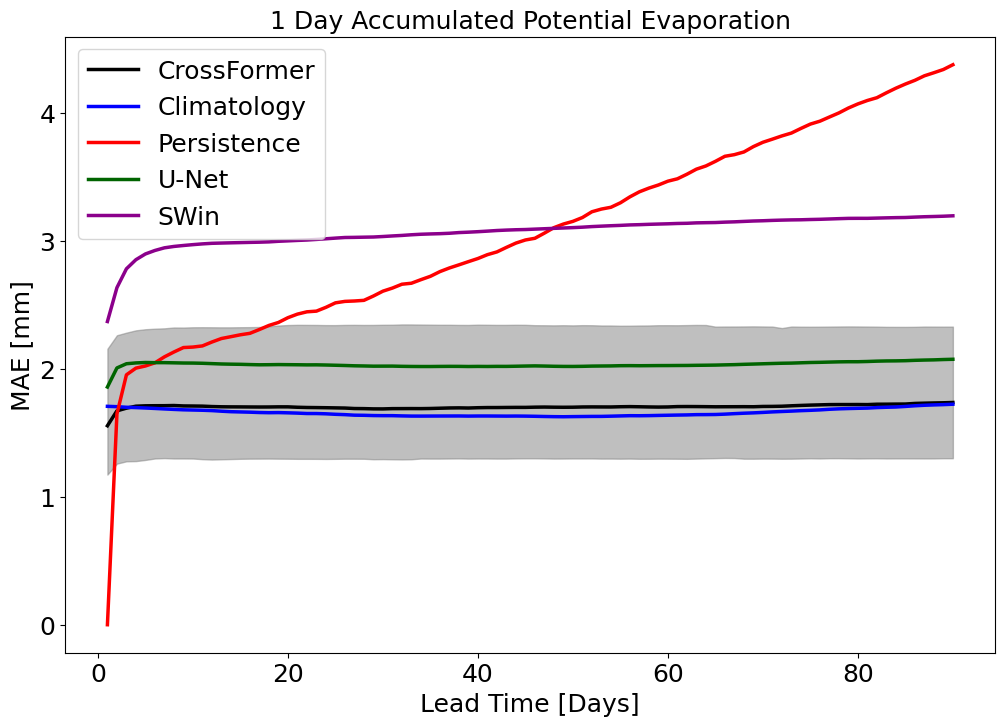 1 Day Accumulated Potential Evaporation
CrossFormer
Climatology
Persistence
U-Net
SWin
MAE [mm]
4
3
2
1
0
0 20 40 60 80
Lead Time [Days]